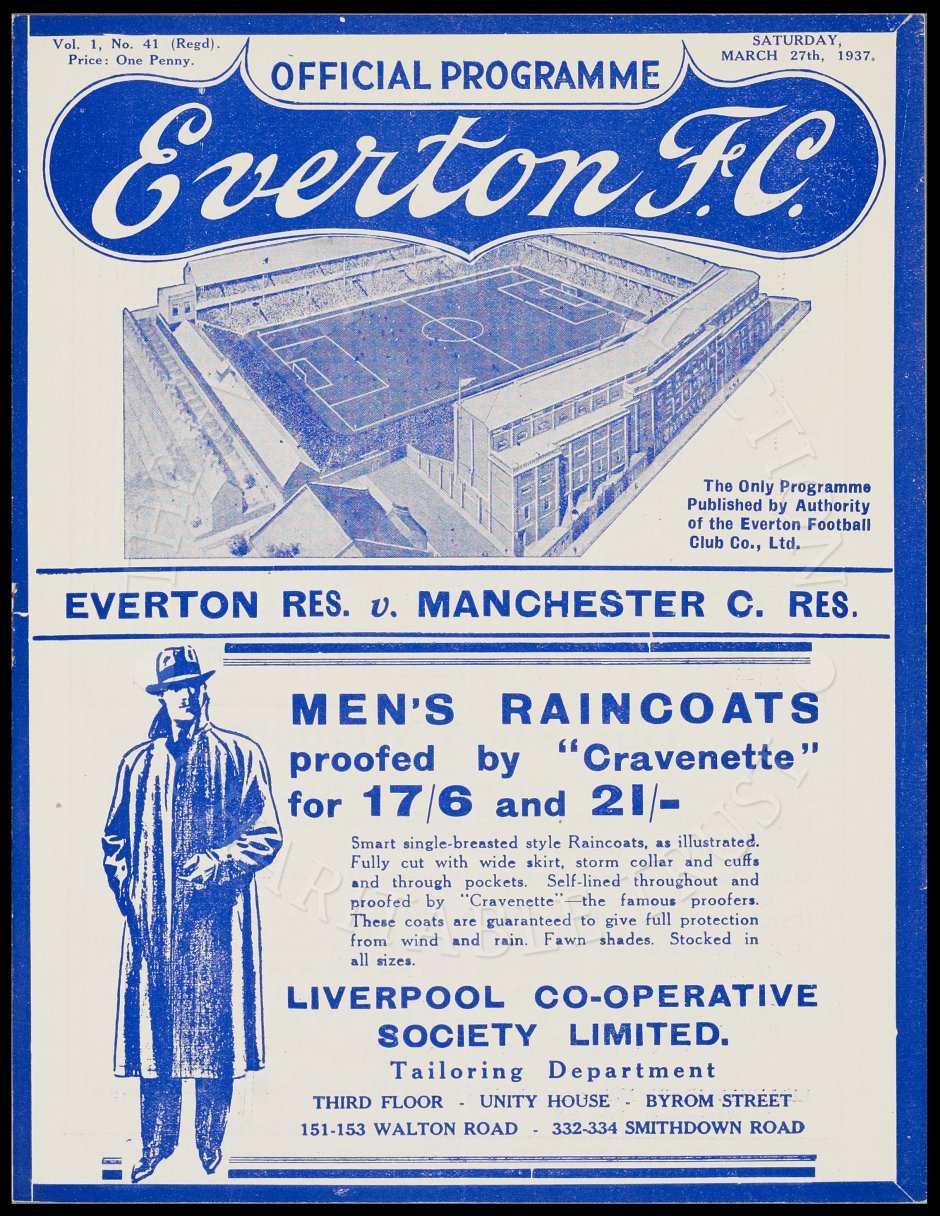 Vol. 1, No. 41 (Regd).
Price: One Penny.
SATURDAY,
MARCH 27th, 1937.
OFFICIAL PROGRAMME
Everton F.C.
The Only Programme
Published by Authority
of the Everton Football
Club Co., Ltd.
EVERTON RES. v. MANCHESTER C. RES.
MEN'S RAINCOATS
proofed by "Cravenette"
for 17/6 and 21/-
Smart single-breasted style Raincoats, as illustrated.
Fully cut with wide skirt, storm collar and cuffs
and through pockets. Self-lined throughout and
proofed by "Cravenette" the famous proofers.
These coats are guaranteed to give full protection
from wind and rain. Fawn shades. Stocked in
all sizes.
LIVERPOOL CO-OPERATIVE
SOCIETY LIMITED.
Tailoring Department
THIRD FLOOR - UNITY HOUSE - BYROM STREET
151-153 WALTON ROAD - 332-334 SMITHDOWN ROAD
CHARITABLE TRUST